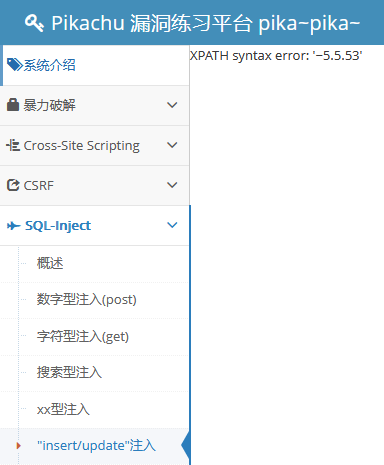 Pikachu 漏洞练习平台 pika~pika~
系统介绍
XPATH syntax error: '~5.5.53'
暴力破解
Cross-Site Scripting
CSRF
SQL-Inject
概述
数字型注入(post)
字符型注入(get)
搜索型注入
xx型注入
"insert/update"注入